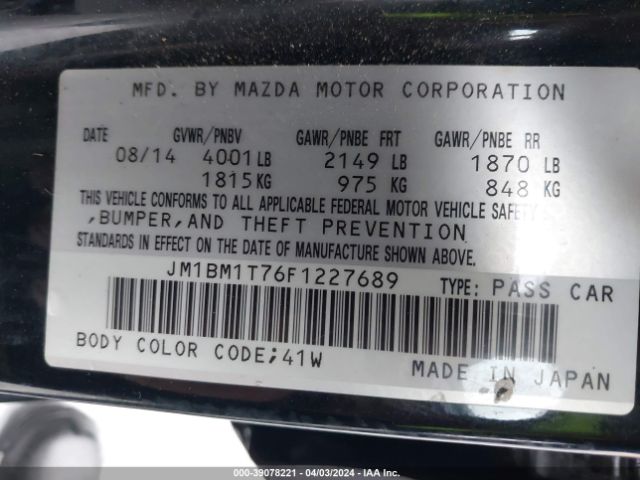 MFD. BY MAZDA MOTOR CORPORATION
DATE GVWR/PNBV GAWR/PNBE FRT GAWR/PNBE RR
08/14 4001 LB 2149 LB 1870 LB
1815 KG 975 KG 848 KG
THIS VEHICLE CONFORMS TO ALL APPLICABLE FEDERAL MOTOR VEHICLE SAFETY
,BUMPER,AND THEFT PREVENTION
STANDARDS IN EFFECT ON THE DATE OF MANUFACTURE SHOWN ABOVE.
JM1BM1T76F1227689 TYPE: PASS CAR
BODY COLOR CODE;41W
MADE IN JAPAN
000-39078221 - 04/03/2024 - IAA Inc.